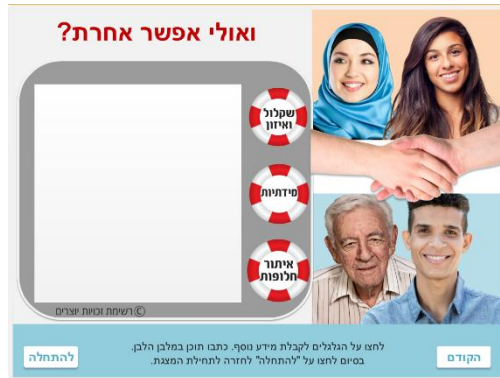 ואולי אפשר אחרת?
שקלול
ואיזון
מידתיות
איתור
חלופות
© רשימת זכויות יוצרים
לחצו על הגלגלים לקבלת מידע נוסף. כתבו תוכן במלבן הלבן.
בסיום לחצו על "להתחלה" לחזרה לתחילת המצגת.
הקודם
להתחלה